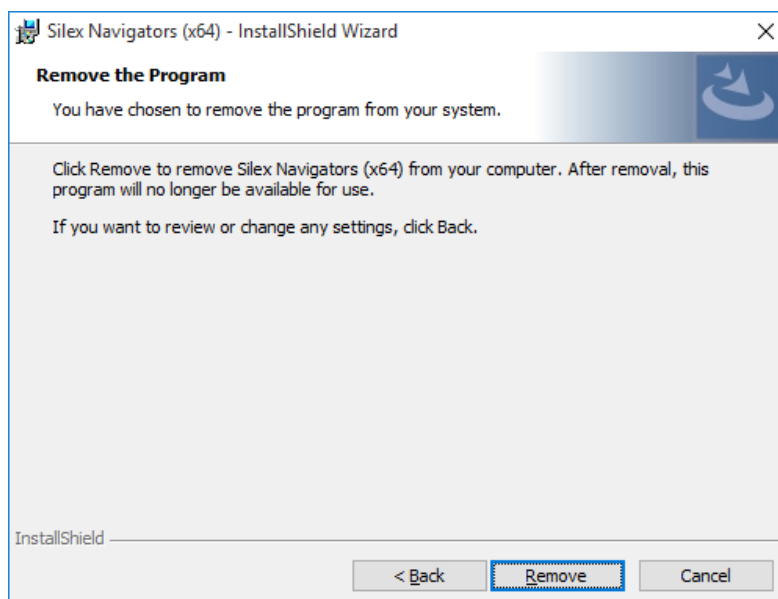 Silex Navigators (x64) - InstallShield Wizard
Remove the Program
You have chosen to remove the program from your system.
Click Remove to remove Silex Navigators (x64) from your computer. After removal, this
program will no longer be available for use.
If you want to review or change any settings, click Back.
InstallShield
< Back
Remove
Cancel